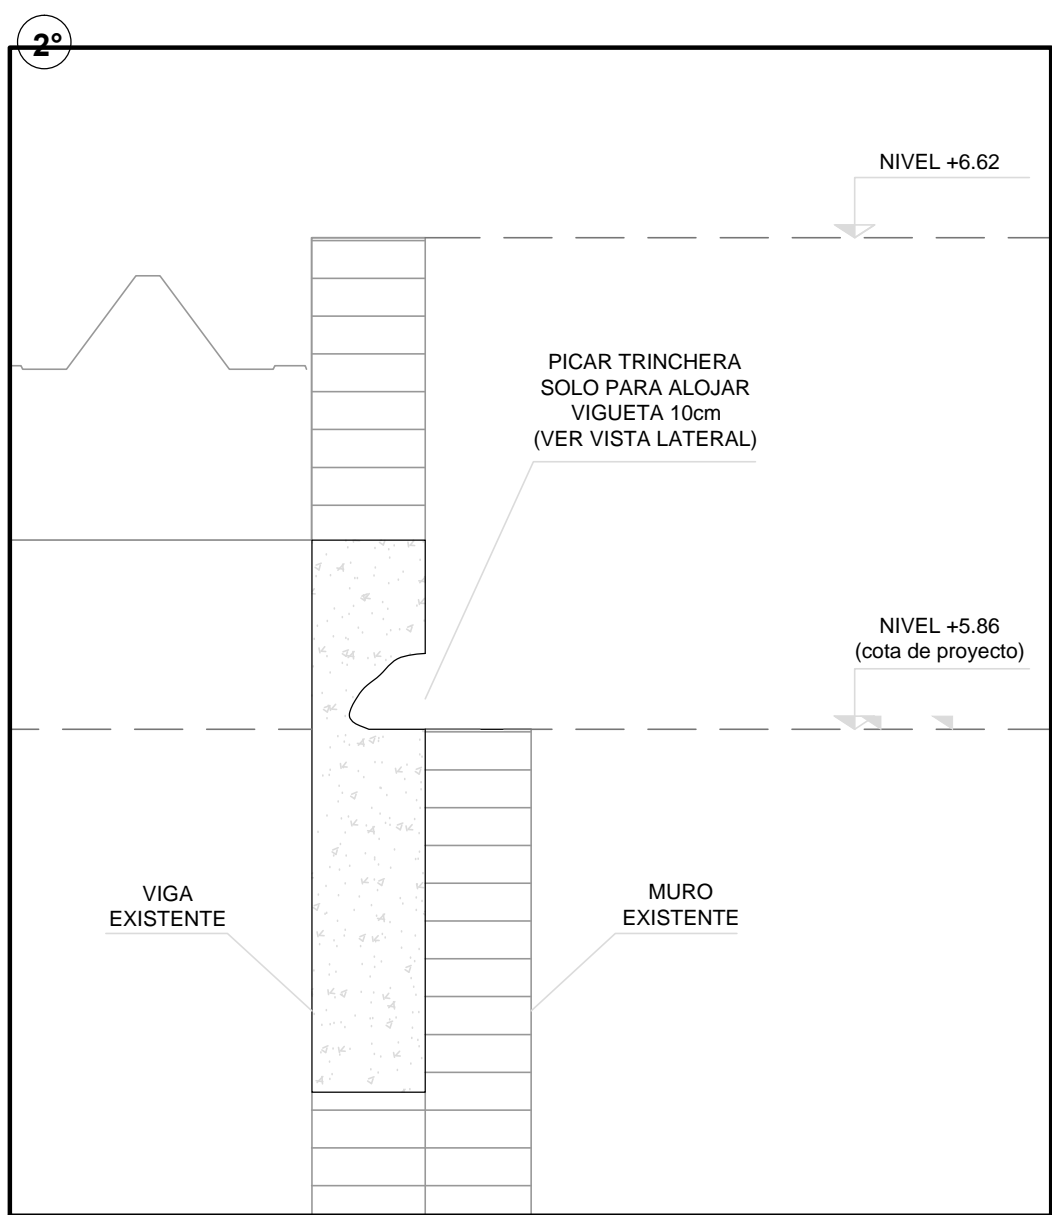 2°
NIVEL +6.62
PICAR TRINCHERA
SOLO PARA ALOJAR
VIGUETA 10cm
(VER VISTA LATERAL)
NIVEL +5.86
(cota de proyecto)
VIGA
EXISTENTE
MURO
EXISTENTE